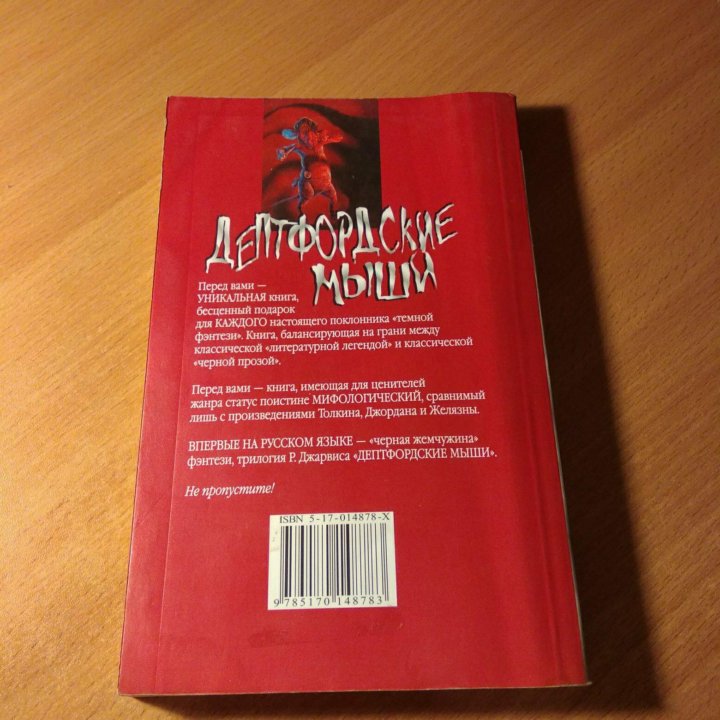 ДЕПТФОРДСКИЕ
МЫШИ
Перед вами —
УНИКАЛЬНАЯ книга,
бесценный подарок
для КАЖДОГО настоящего поклонника «темной
фэнтези». Книга, балансирующая на грани между
классической «литературной легендой» и классической
«черной прозой».
Перед вами — книга, имеющая для ценителей
жанра статус поистине МИФОЛОГИЧЕСКИЙ, сравнимый
лишь с произведениями Толкина, Джордана и Желязны.
ВПЕРВЫЕ НА РУССКОМ ЯЗЫКЕ — «черная жемчужина»
фэнтези, трилогия Р. Джарвиса «ДЕПТФОРДСКИЕ МЫШИ».
Не пропустите!
ISBN 5-17-014878-X
9 785170 148783